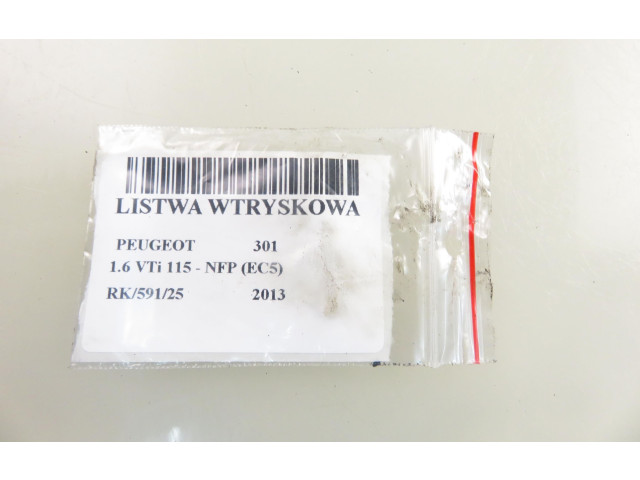 LISTWA WTRYSKOWA
PEUGEOT 301
1.6 VTi 115 - NFP (EC5)
RK/591/25 2013